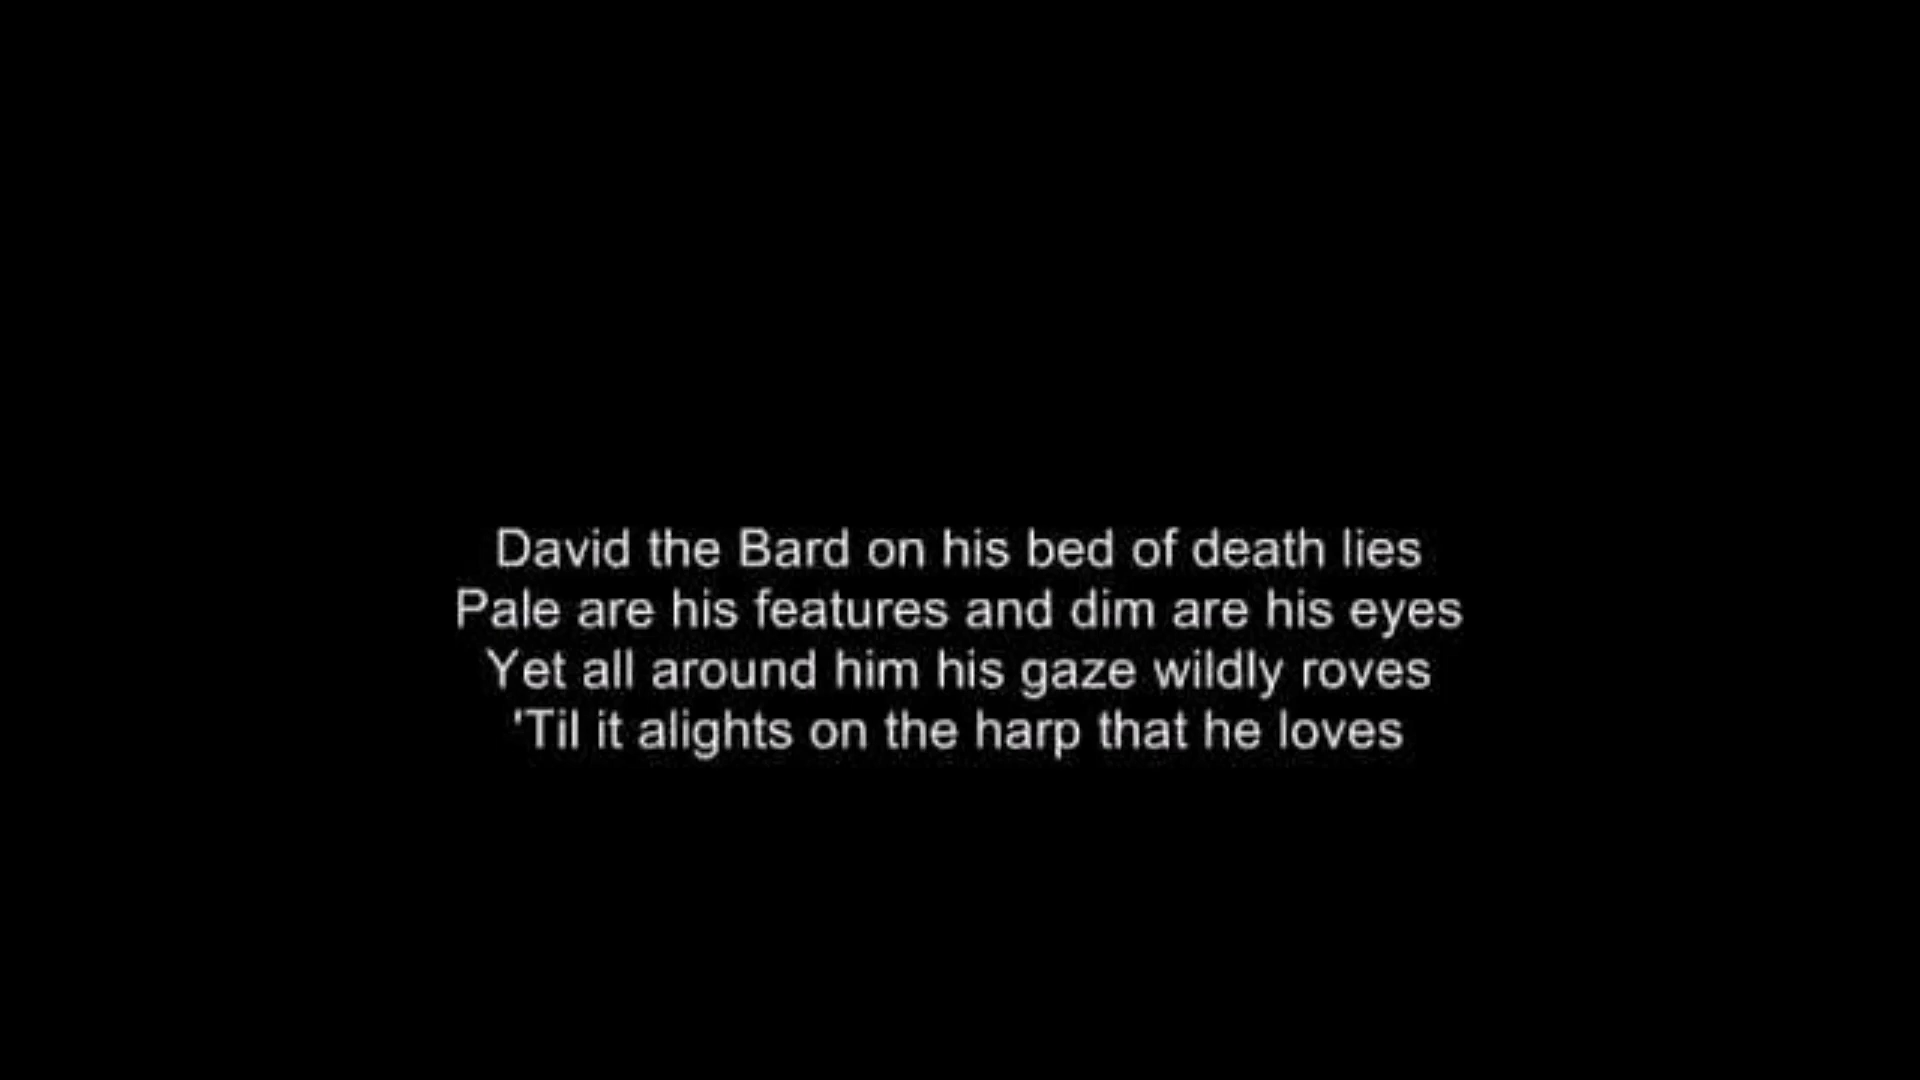 David the Bard on his bed of death lies
Pale are his features and dim are his eyes
Yet all around him his gaze wildly roves
'Til it alights on the harp that he loves